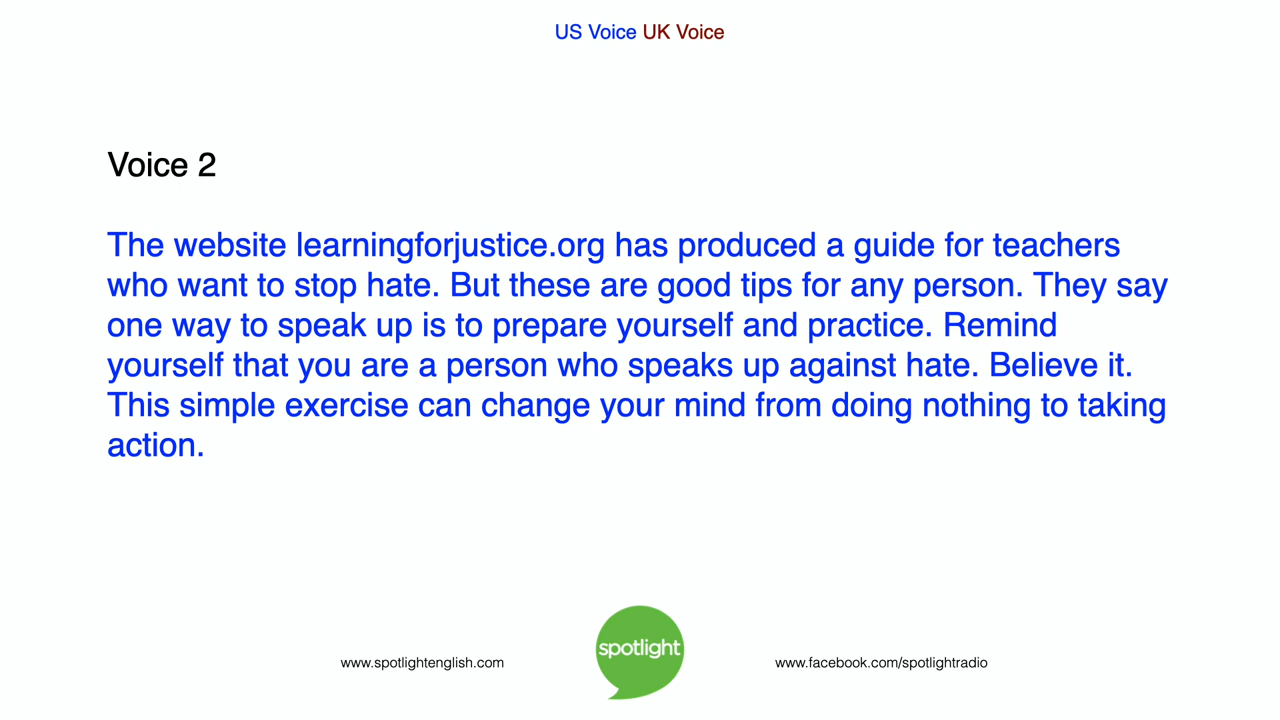 US Voice UK Voice
Voice 2
The website learningforjustice.org has produced a guide for teachers
who want to stop hate. But these are good tips for any person. They say
one way to speak up is to prepare yourself and practice. Remind
yourself that you are a person who speaks up against hate. Believe it.
This simple exercise can change your mind from doing nothing to taking
action.
www.spotlightenglish.com
spotlight
www.facebook.com/spotlightradio